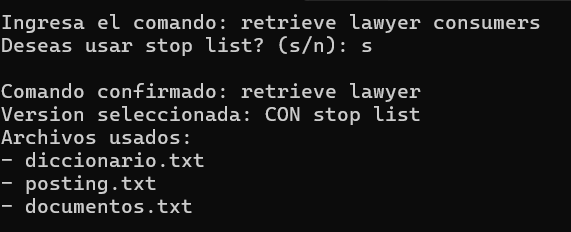 Ingresa el comando: retrieve lawyer consumers
Deseas usar stop list? (s/n): s
Comando confirmado: retrieve lawyer
Version seleccionada: CON stop list
Archivos usados:
- diccionario.txt
- posting.txt
- documentos.txt